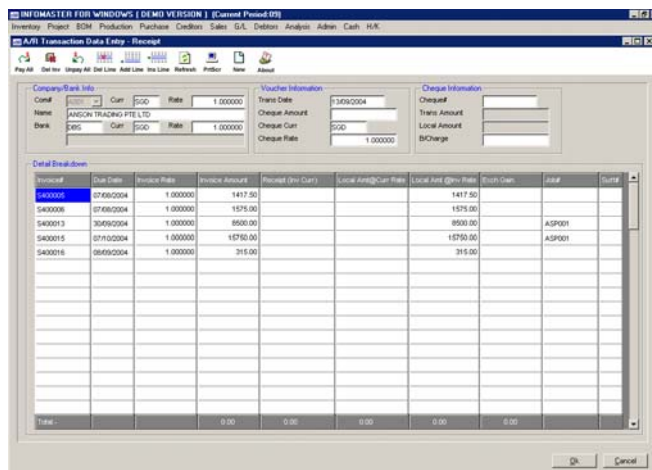 INFOMASTER FOR WINDOWS [ DEMO VERSION ] [Current Period:09]
Inventory Project BOM Production Purchase Creditors Sales G/L Debtors Analysis Admin Cash H/K
A/R Transaction Data Entry - Receipt
Pay All Del Inv Unpay All Del Line Add Line Ins Line Refresh PrtScr New About
Company/Bank Info Voucher Information Cheque Information
Com# A001 Curr SGD Rate 1.000000 Trans Date 13/09/2004 Cheque#
Name ANSON TRADING PTE LTD Cheque Amount Trans Amount
Bank DBS Curr SGD Rate 1.000000 Cheque Curr SGD Local Amount
Cheque Rate 1.000000 B/Charge
Detail Breakdown
Invoice# Due Date Invoice Rate Invoice Amount Receipt (Inv Curr) Local Amt@Curr Rate Local Amt @Inv Rate Exch Gain Job# Surf#
S400005 07/08/2004 1.000000 1417.50 1417.50
S400006 07/08/2004 1.000000 1575.00 1575.00
S400013 30/09/2004 1.000000 8500.00 8500.00 ASP001
S400015 07/10/2004 1.000000 15750.00 15750.00 ASP001
S400016 08/09/2004 1.000000 315.00 315.00
Total:- 0.00 0.00 0.00 0.00 0.00
Ok Cancel